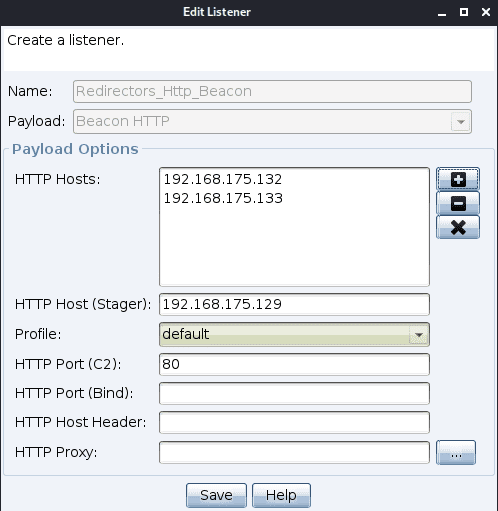 Edit Listener
Create a listener.
Name: Redirectors_Http_Beacon
Payload: Beacon HTTP
Payload Options
HTTP Hosts: 192.168.175.132
192.168.175.133
HTTP Host (Stager): 192.168.175.129
Profile: default
HTTP Port (C2): 80
HTTP Port (Bind):
HTTP Host Header:
HTTP Proxy: ...
Save Help